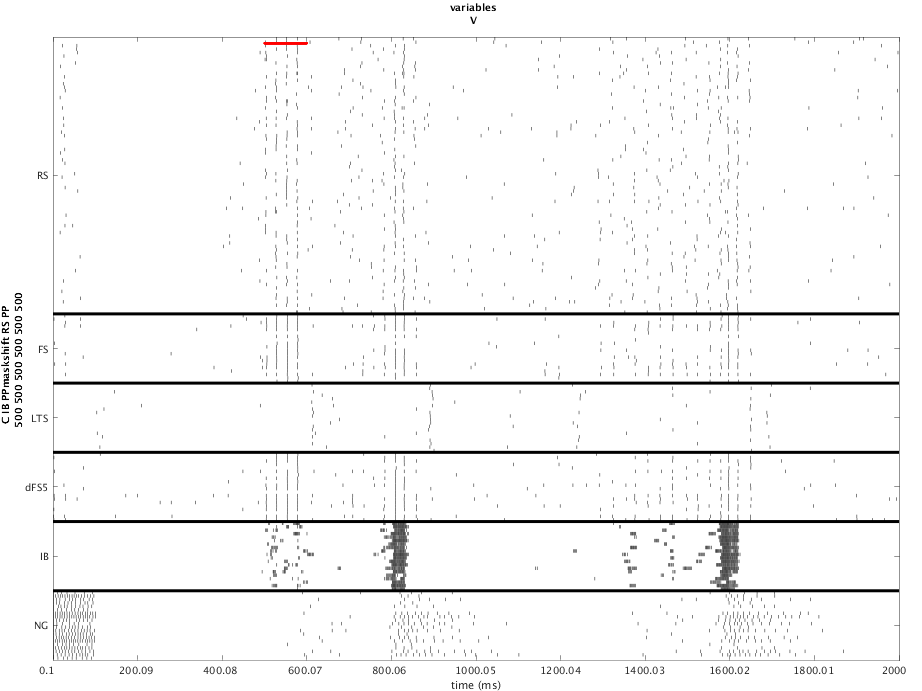 variables
V
C IB PPmaskshift RS PP
500 500 500 500 500 500
RS
FS
LTS
dFS5
IB
NG
0.1 200.09 400.08 600.07 800.06 1000.05 1200.04 1400.03 1600.02 1800.01 2000
time (ms)